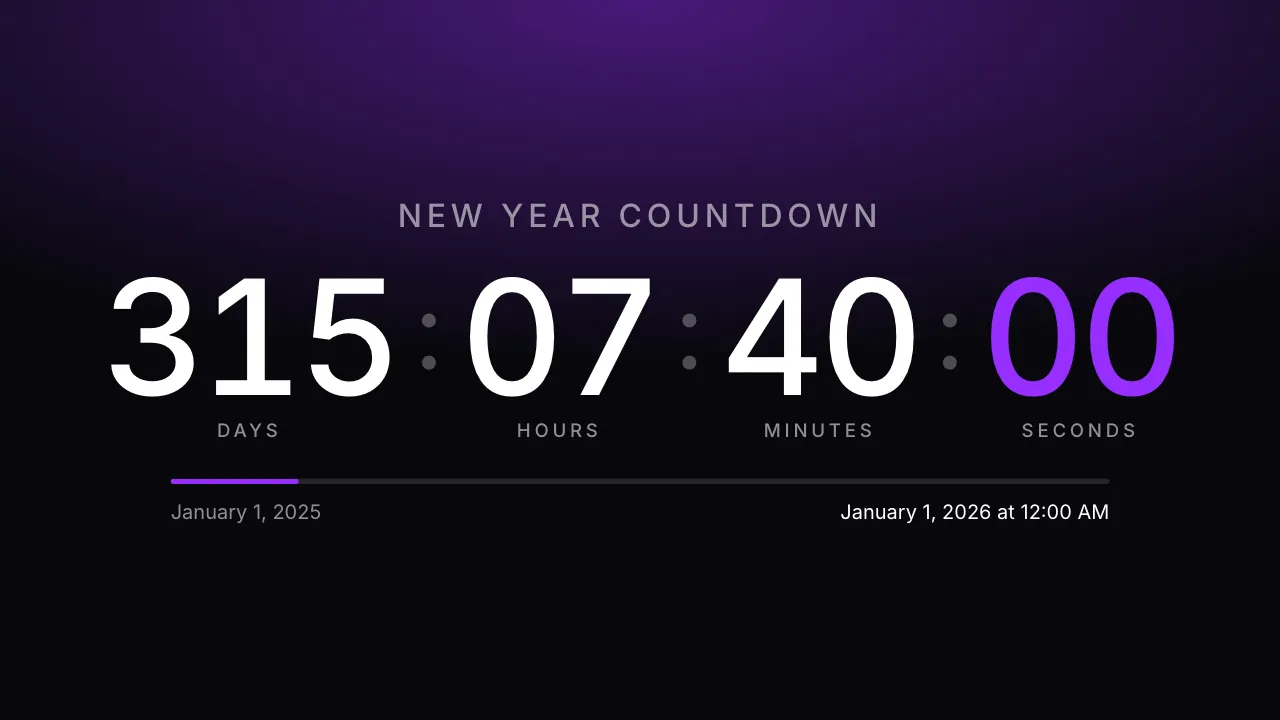 NEW YEAR COUNTDOWN
315 : 07 : 40 : 00
DAYS HOURS MINUTES SECONDS
January 1, 2025 January 1, 2026 at 12:00 AM